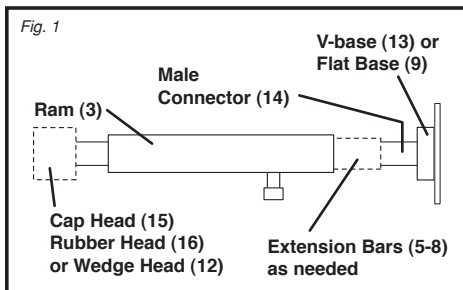 Fig. 1
V-base (13) or
Flat Base (9)
Male
Connector (14)
Ram (3)
Cap Head (15)
Rubber Head (16)
or Wedge Head (12)
Extension Bars (5-8)
as needed